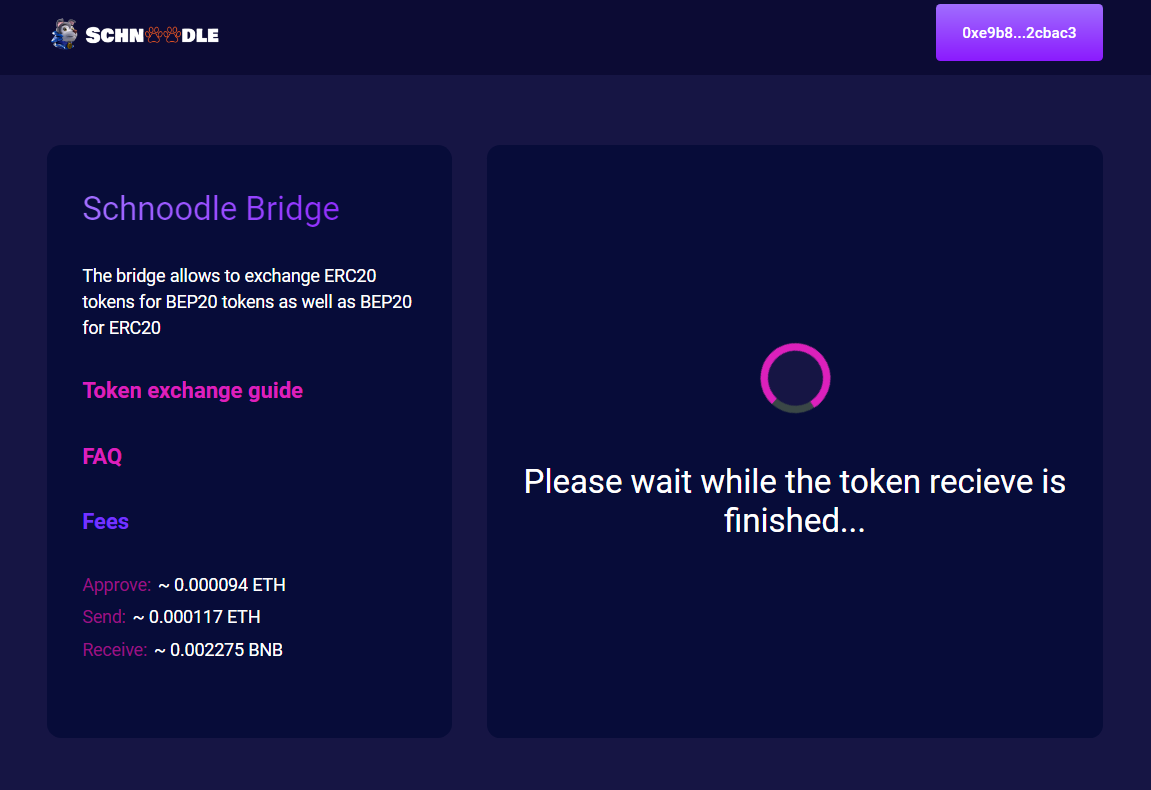 SCHNOODLE
0xe9b8...2cbac3
Schnoodle Bridge
The bridge allows to exchange ERC20
tokens for BEP20 tokens as well as BEP20
for ERC20
Token exchange guide
FAQ
Fees
Approve: ~ 0.000094 ETH
Send: ~ 0.000117 ETH
Receive: ~ 0.002275 BNB
Please wait while the token recieve is
finished...